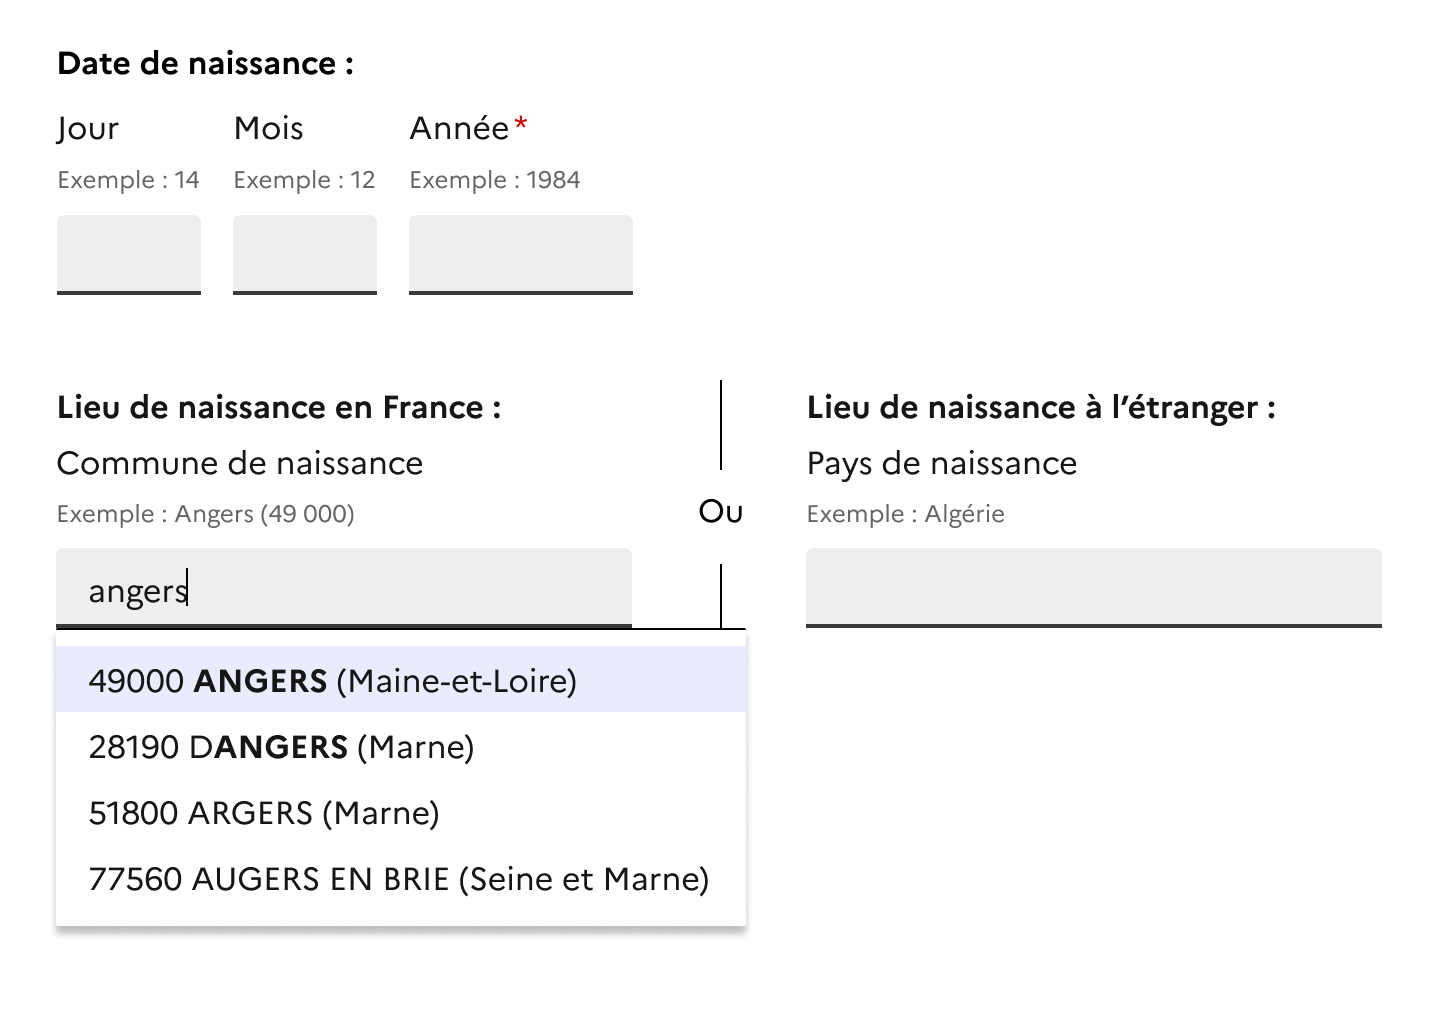 Date de naissance :
Jour
Mois
Année*
Exemple : 14
Exemple : 12
Exemple : 1984
Lieu de naissance en France :
Commune de naissance
Exemple : Angers (49 000)
angers
49000 ANGERS (Maine-et-Loire)
28190 DANGERS (Marne)
51800 ARGERS (Marne)
77560 AUGERS EN BRIE (Seine et Marne)
Ou
Lieu de naissance à l’étranger :
Pays de naissance
Exemple : Algérie